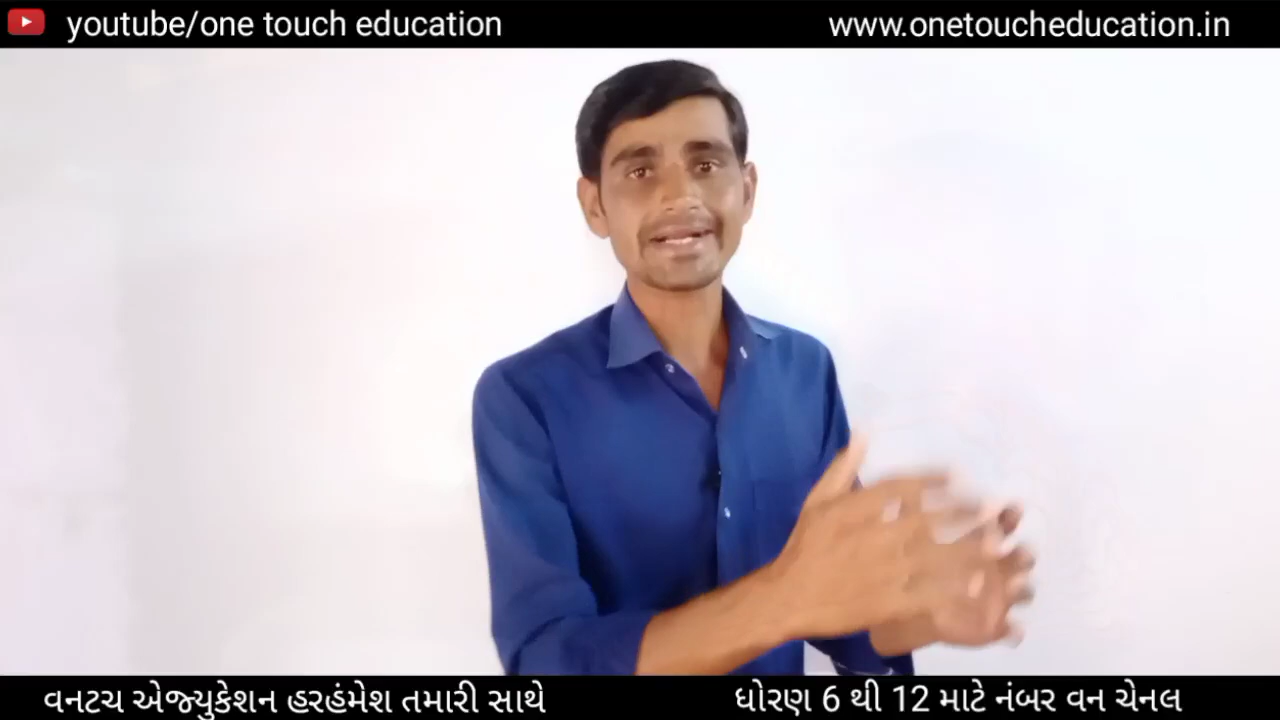 youtube/one touch education
www.onetoucheducation.in
વનટચ એજ્યુકેશન હરહંમેશ તમારી સાથે
ધોરણ 6 થી 12 માટે નંબર વન ચેનલ